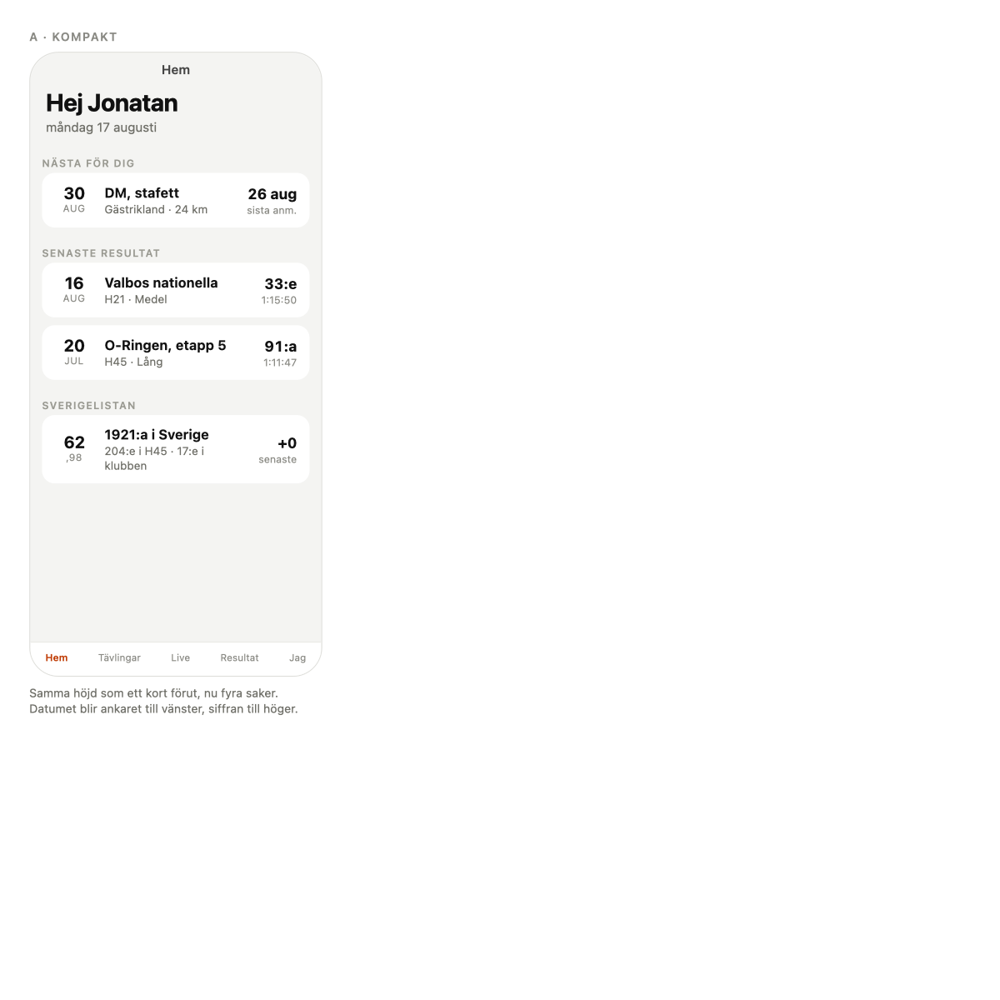 A · KOMPAKT
Hem
Hej Jonatan
måndag 17 augusti
NÄSTA FÖR DIG
30 DM, stafett 26 aug
AUG Gästrikland · 24 km sista anm.
SENASTE RESULTAT
16 Valbos nationella 33:e
AUG H21 · Medel 1:15:50
20 O-Ringen, etapp 5 91:a
JUL H45 · Lång 1:11:47
SVERIGELISTAN
62 1921:a i Sverige +0
,98 204:e i H45 · 17:e i senaste
klubben
Hem Tävlingar Live Resultat Jag
Samma höjd som ett kort förut, nu fyra saker.
Datumet blir ankaret till vänster, siffran till höger.